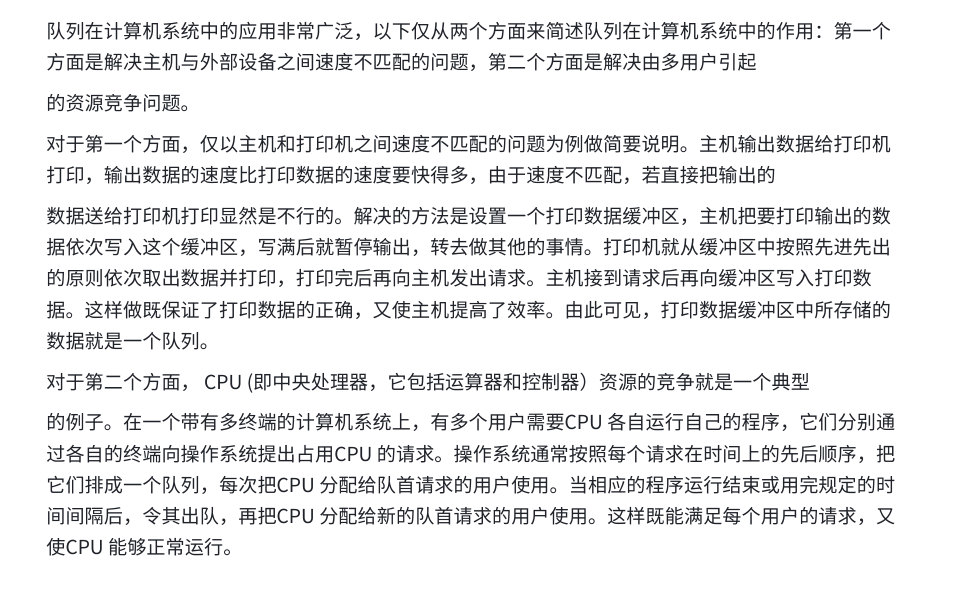 队列在计算机系统中的应用非常广泛，以下仅从两个方面来简述队列在计算机系统中的作用：第一个
方面是解决主机与外部设备之间速度不匹配的问题，第二个方面是解决由多用户引起
的资源竞争问题。
对于第一个方面，仅以主机和打印机之间速度不匹配的问题为例做简要说明。主机输出数据给打印机
打印，输出数据的速度比打印数据的速度要快得多，由于速度不匹配，若直接把输出的
数据送给打印机打印显然是不行的。解决的方法是设置一个打印数据缓冲区，主机把要打印输出的数
据依次写入这个缓冲区，写满后就暂停输出，转去做其他的事情。打印机就从缓冲区中按照先进先出
的原则依次取出数据并打印，打印完后再向主机发出请求。主机接到请求后再向缓冲区写入打印数
据。这样做既保证了打印数据的正确，又使主机提高了效率。由此可见，打印数据缓冲区中所存储的
数据就是一个队列。
对于第二个方面， CPU (即中央处理器，它包括运算器和控制器）资源的竞争就是一个典型
的例子。在一个带有多终端的计算机系统上，有多个用户需要CPU 各自运行自己的程序，它们分别通
过各自的终端向操作系统提出占用CPU 的请求。操作系统通常按照每个请求在时间上的先后顺序，把
它们排成一个队列，每次把CPU 分配给队首请求的用户使用。当相应的程序运行结束或用完规定的时
间间隔后，令其出队，再把CPU 分配给新的队首请求的用户使用。这样既能满足每个用户的请求，又
使CPU 能够正常运行。